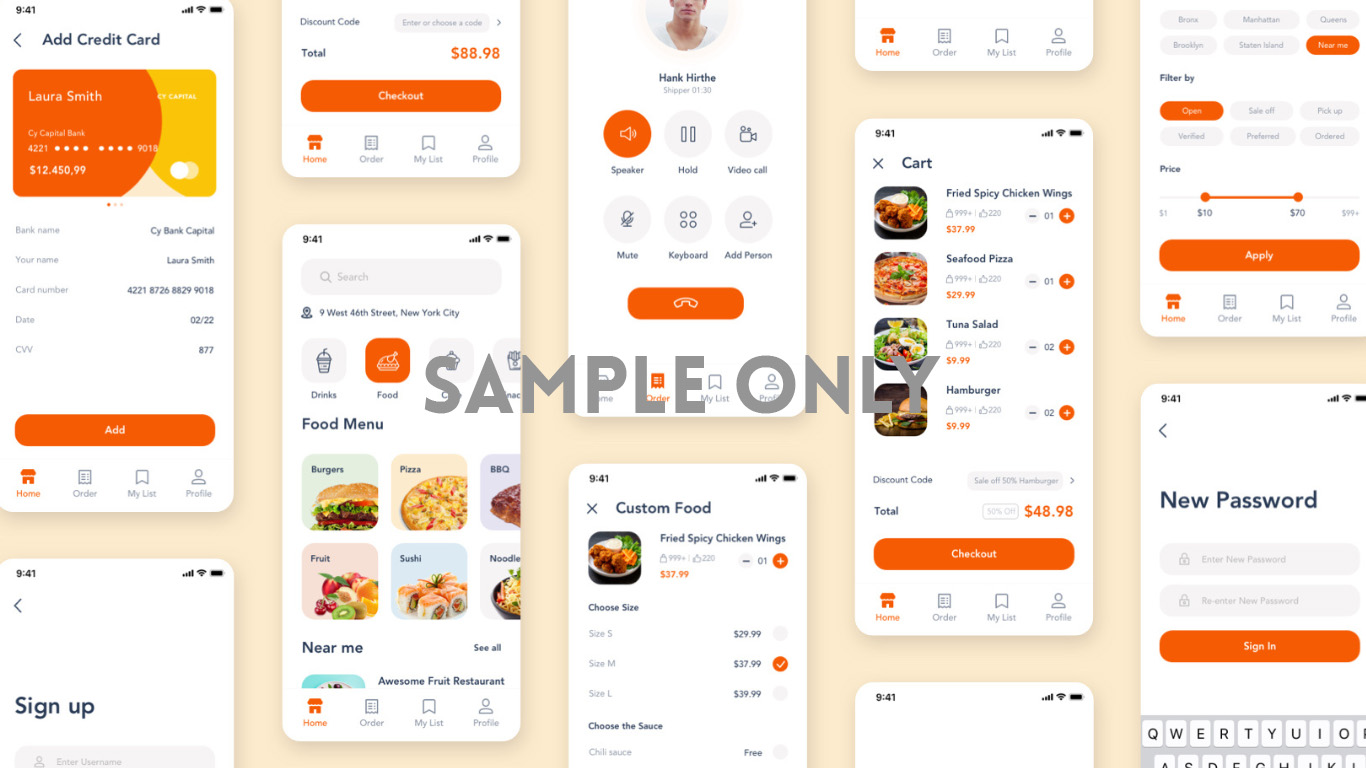 9:41
Add Credit Card
Laura Smith
CY CAPITAL
Cy Capital Bank
4221 •••• •••• 9018
$12.450,99
Bank name Cy Bank Capital
Your name Laura Smith
Card number 4221 8726 8829 9018
Date 02/22
CVV 877
Add
Home Order My List Profile
9:41
Sign up
Enter Username
Discount Code Enter or choose a code
Total $88.98
Checkout
Home Order My List Profile
9:41
Search
9 West 46th Street, New York City
Drinks Food
Food Menu
Burgers Pizza BBQ
Fruit Sushi Noodle
Near me See all
Awesome Fruit Restaurant
Home Order My List Profile
Hank Hirthe
Shipper 01:30
Speaker Hold Video call
Mute Keyboard Add Person
Order My List
SAMPLE ONLY
9:41
Custom Food
Fried Spicy Chicken Wings
999+ 220 01
$37.99
Choose Size
Size S $29.99
Size M $37.99
Size L $39.99
Choose the Sauce
Chili sauce Free
Home Order My List Profile
9:41
Cart
Fried Spicy Chicken Wings
999+ 220 01
$37.99
Seafood Pizza
999+ 220 01
$29.99
Tuna Salad
999+ 220 02
$9.99
Hamburger
999+ 220 02
$9.99
Discount Code Sale off 50% Hamburger
Total 50% Off $48.98
Checkout
Home Order My List Profile
9:41
Bronx Manhattan Queens
Brooklyn Staten Island Near me
Filter by
Open Sale off Pick up
Verified Preferred Ordered
Price
$1 $10 $70 $99+
Apply
Home Order My List Profile
9:41
New Password
Enter New Password
Re-enter New Password
Sign In
Q W E R T Y U I O P
A S D F G H J K L